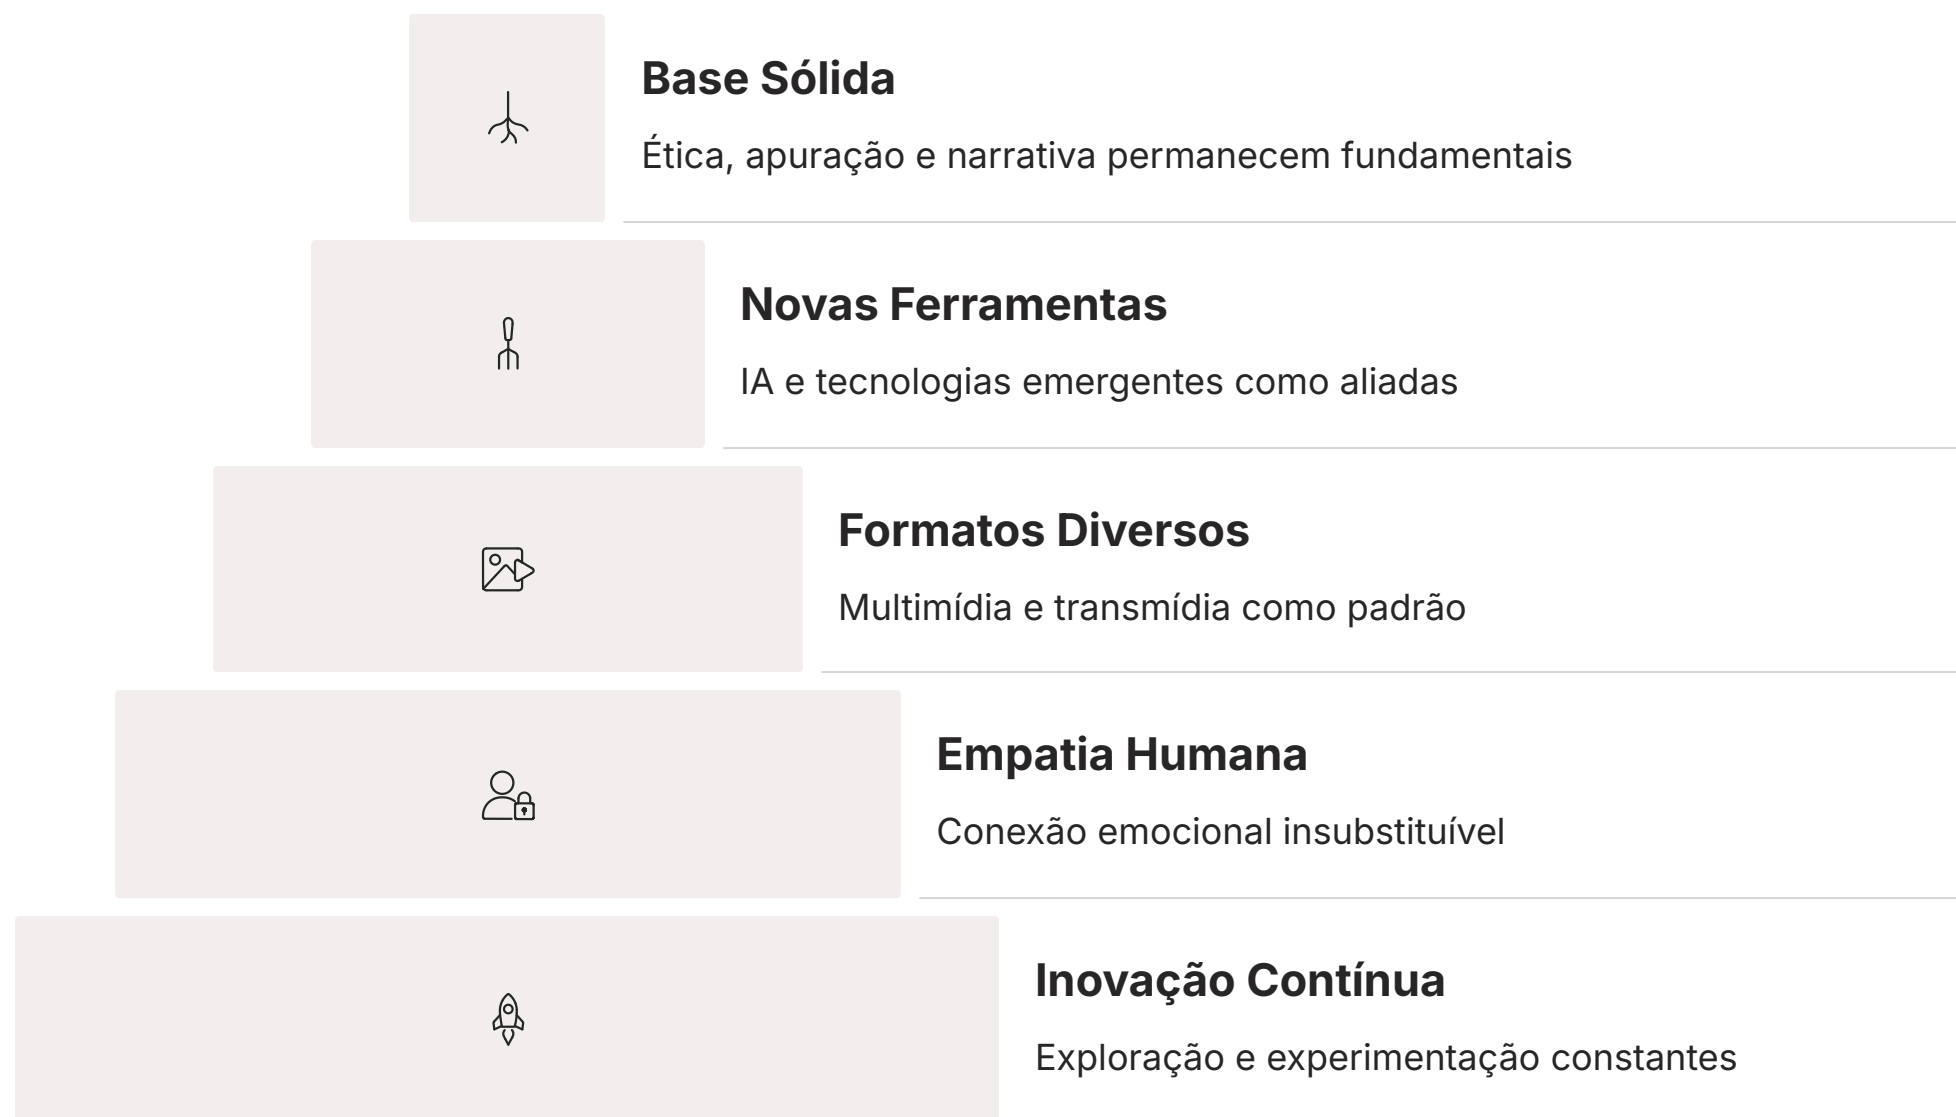 Base Sólida
Ética, apuração e narrativa permanecem fundamentais
Novas Ferramentas
IA e tecnologias emergentes como aliadas
Formatos Diversos
Multimídia e transmídia como padrão
Empatia Humana
Conexão emocional insubstituível
Inovação Contínua
Exploração e experimentação constantes